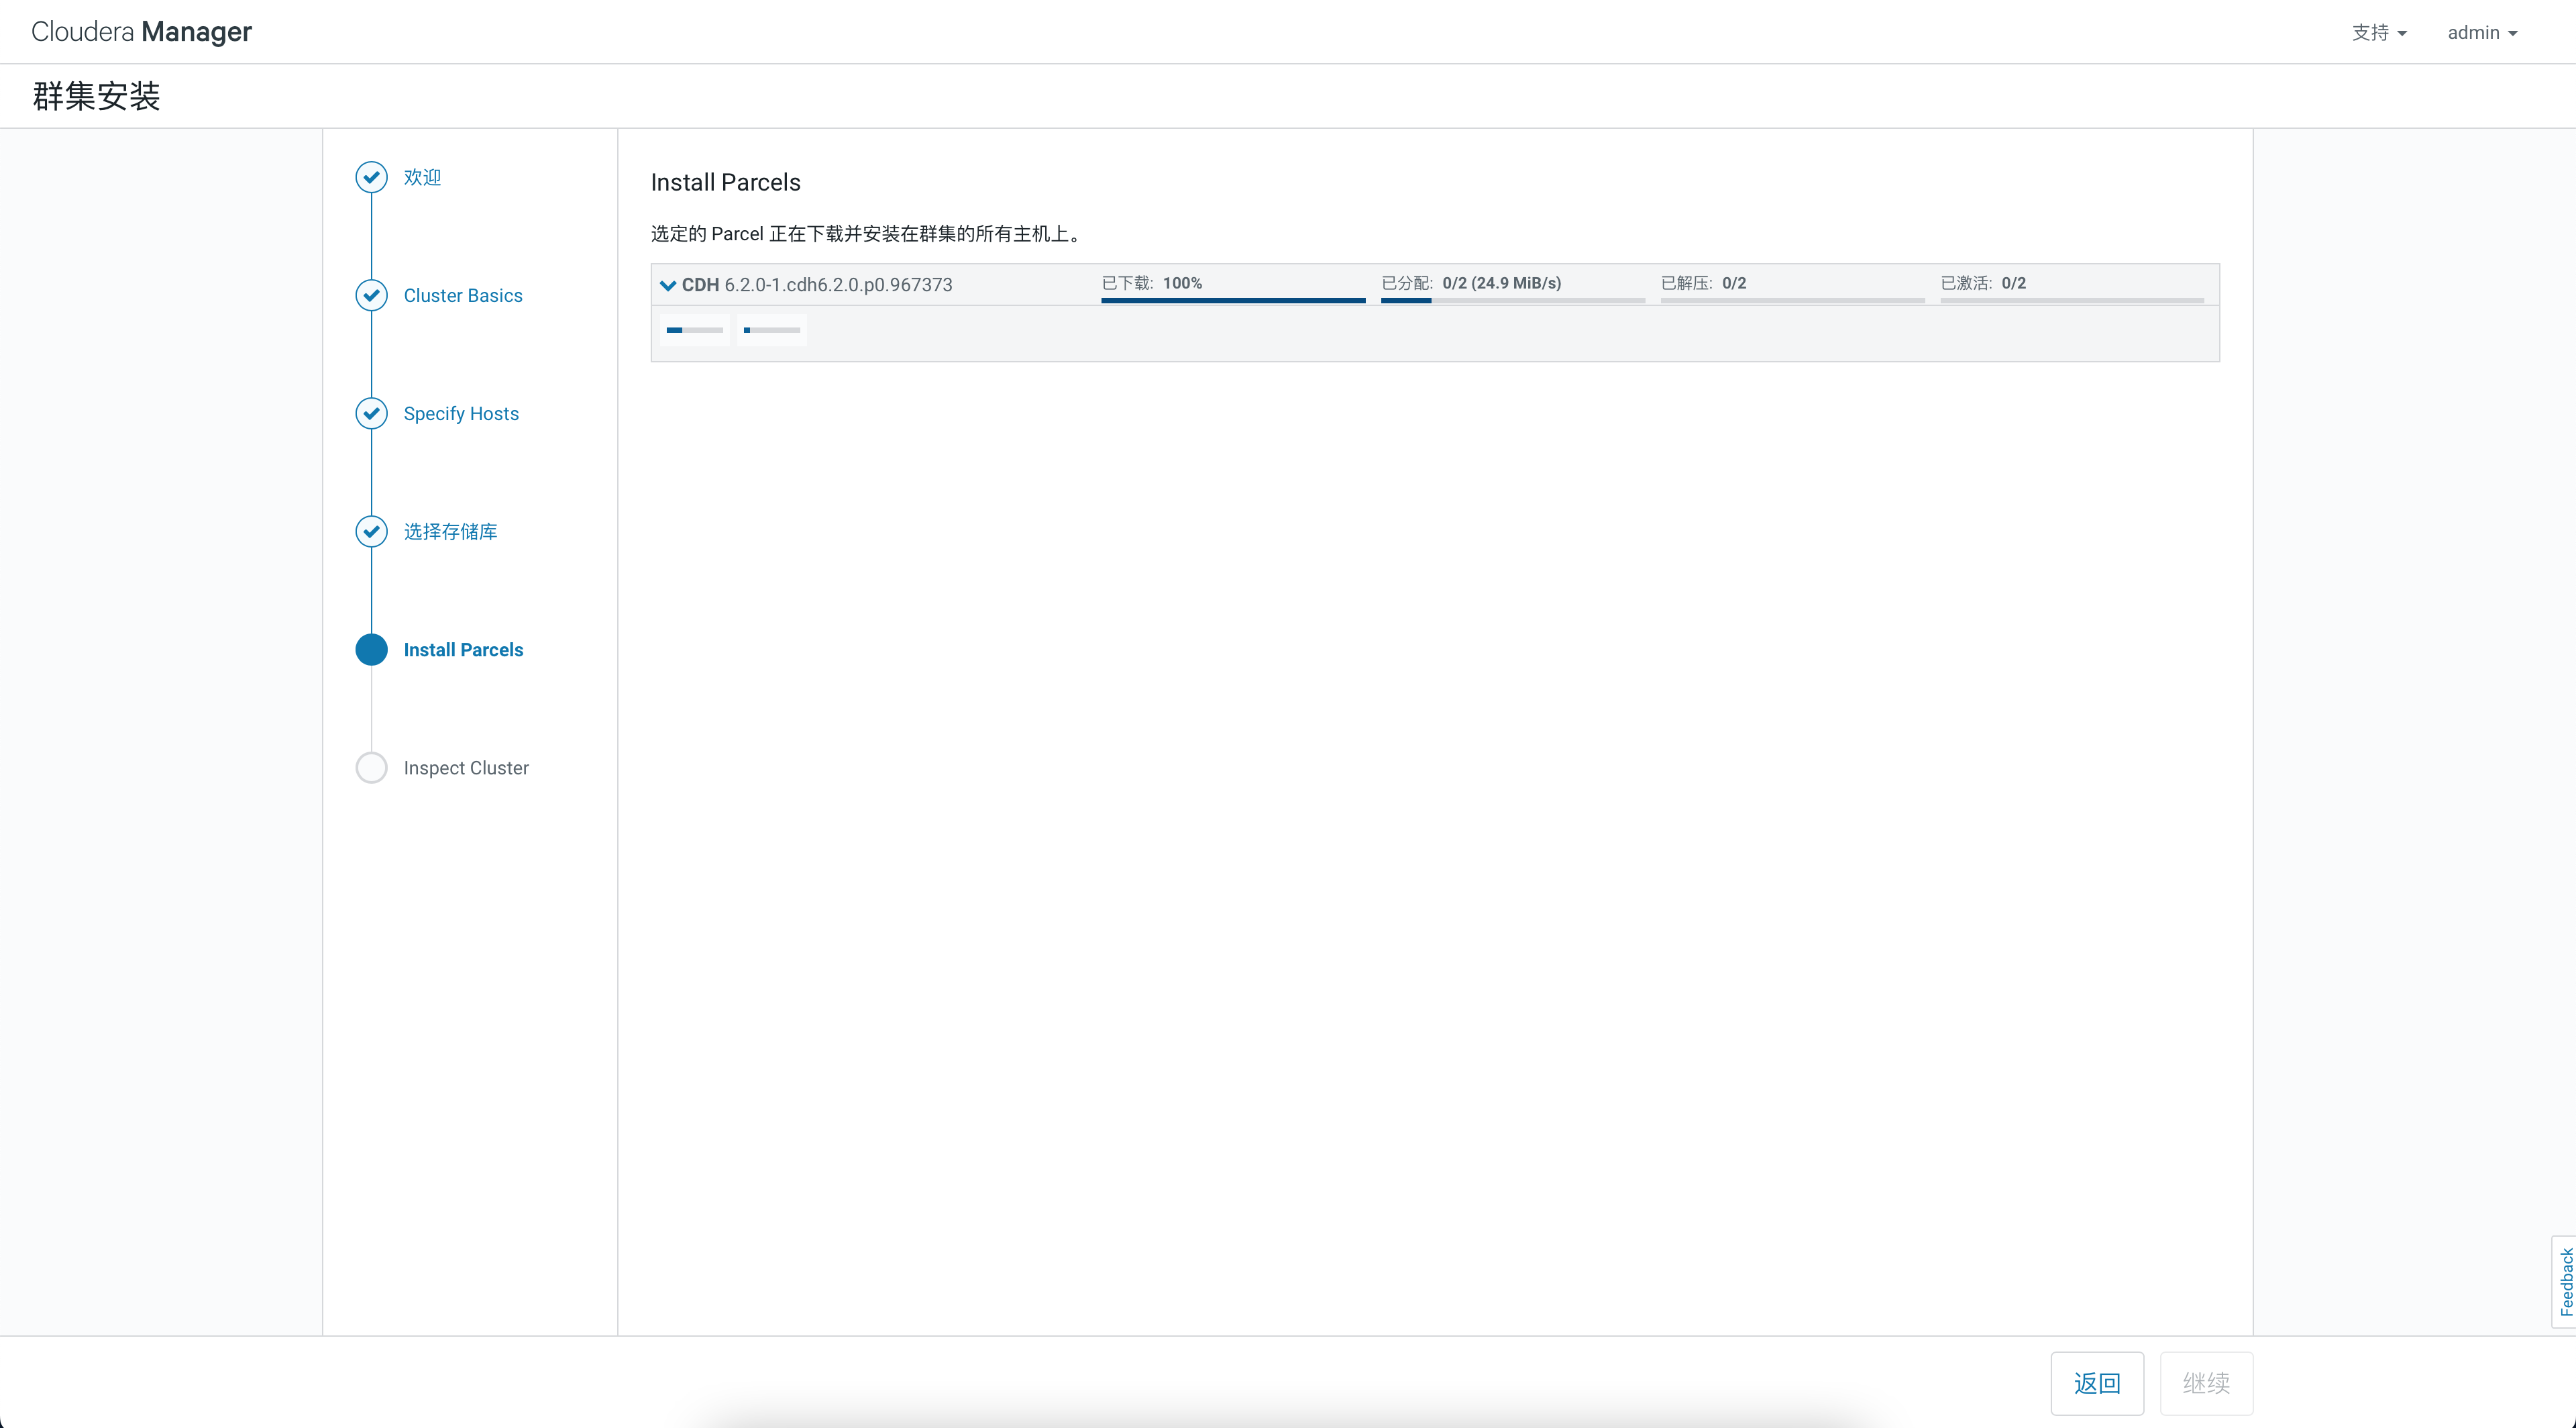 Cloudera Manager
支持 admin
群集安装
欢迎
Cluster Basics
Specify Hosts
选择存储库
Install Parcels
Inspect Cluster
Install Parcels
选定的 Parcel 正在下载并安装在群集的所有主机上。
CDH 6.2.0-1.cdh6.2.0.p0.967373 已下载: 100% 已分配: 0/2 (24.9 MiB/s) 已解压: 0/2 已激活: 0/2
Feedback
返回 继续